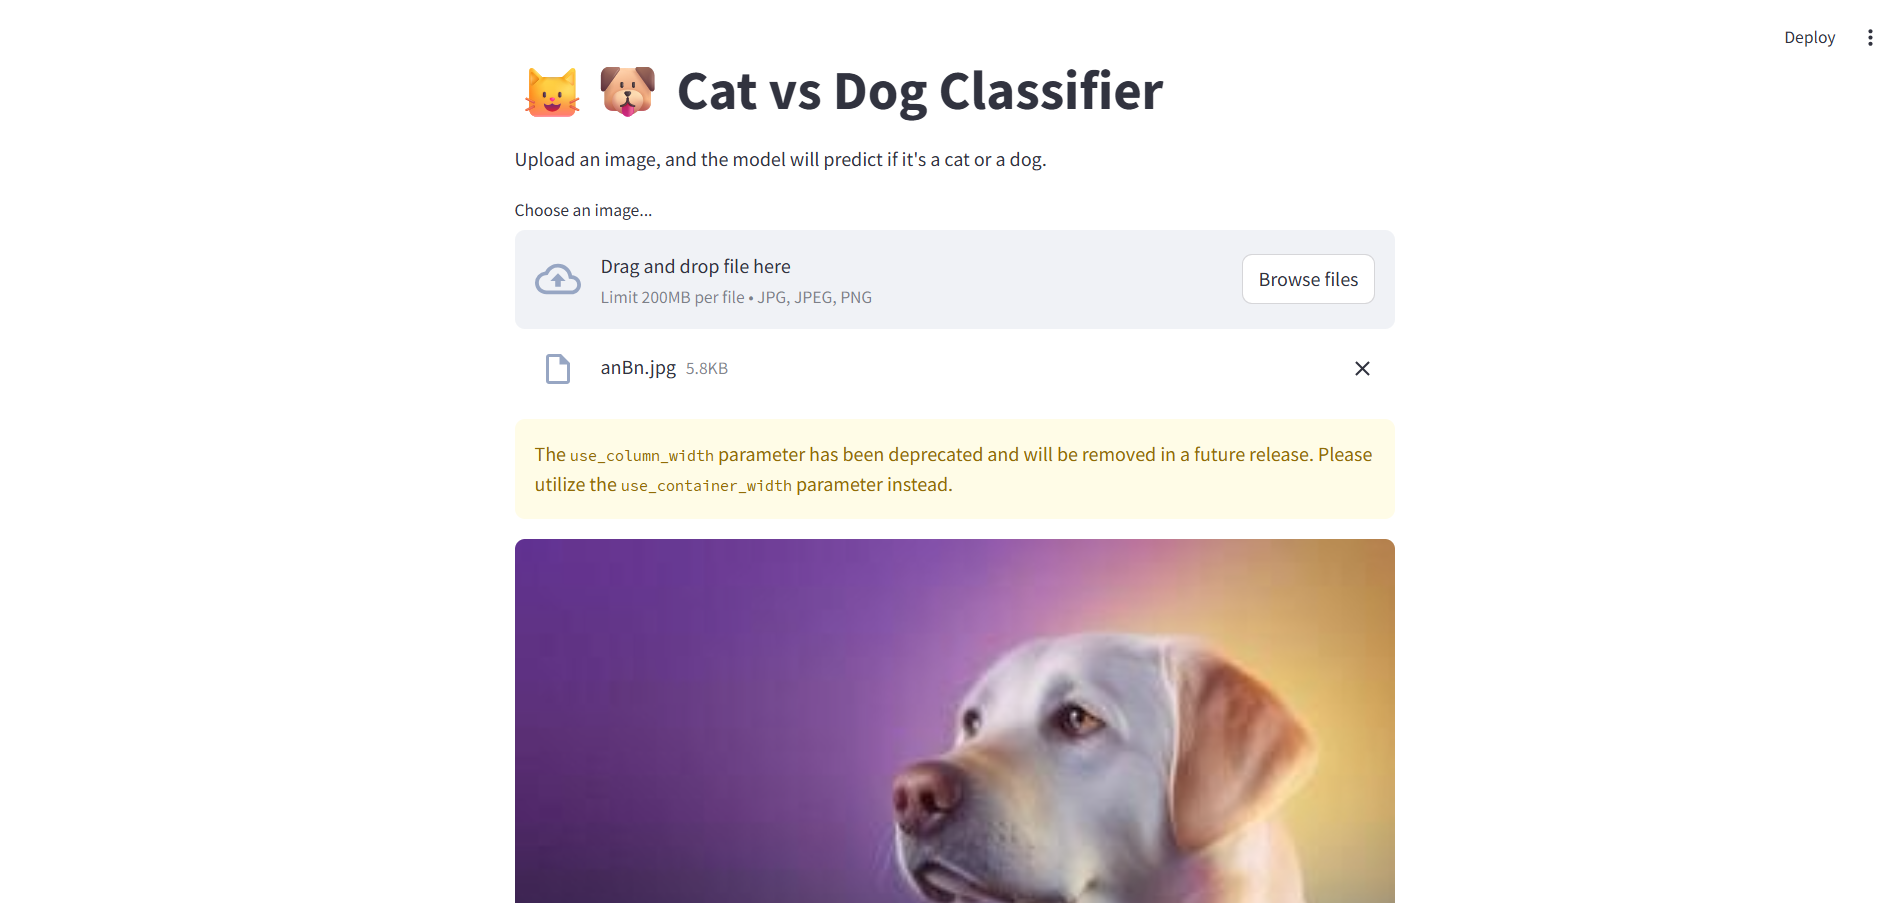 Deploy
Cat vs Dog Classifier
Upload an image, and the model will predict if it's a cat or a dog.
Choose an image...
Drag and drop file here
Limit 200MB per file • JPG, JPEG, PNG
Browse files
anBn.jpg 5.8KB
The use_column_width parameter has been deprecated and will be removed in a future release. Please
utilize the use_container_width parameter instead.